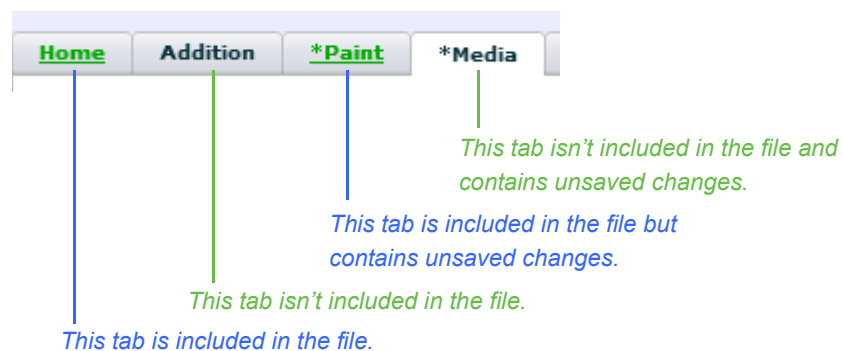 Home Addition *Paint *Media
This tab isn’t included in the file and
contains unsaved changes.
This tab is included in the file but
contains unsaved changes.
This tab isn’t included in the file.
This tab is included in the file.